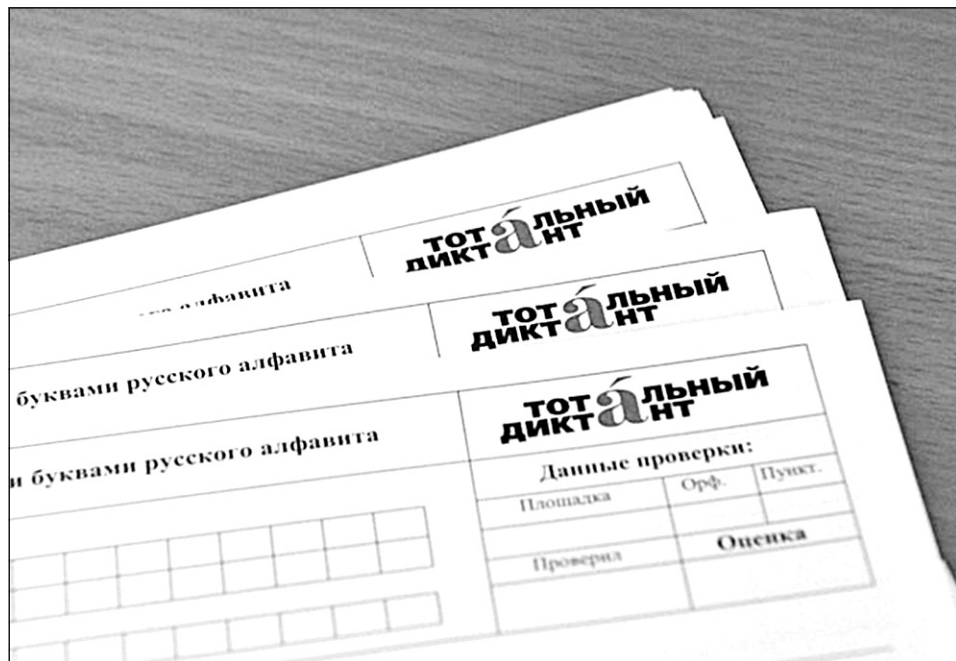 тотальный
диктант
алфавита
тотальный
диктант
буквами русского алфавита
тотальный
диктант
и буквами русского алфавита
Данные проверки:
Площадка Орф. Пункт.
Проверил Оценка